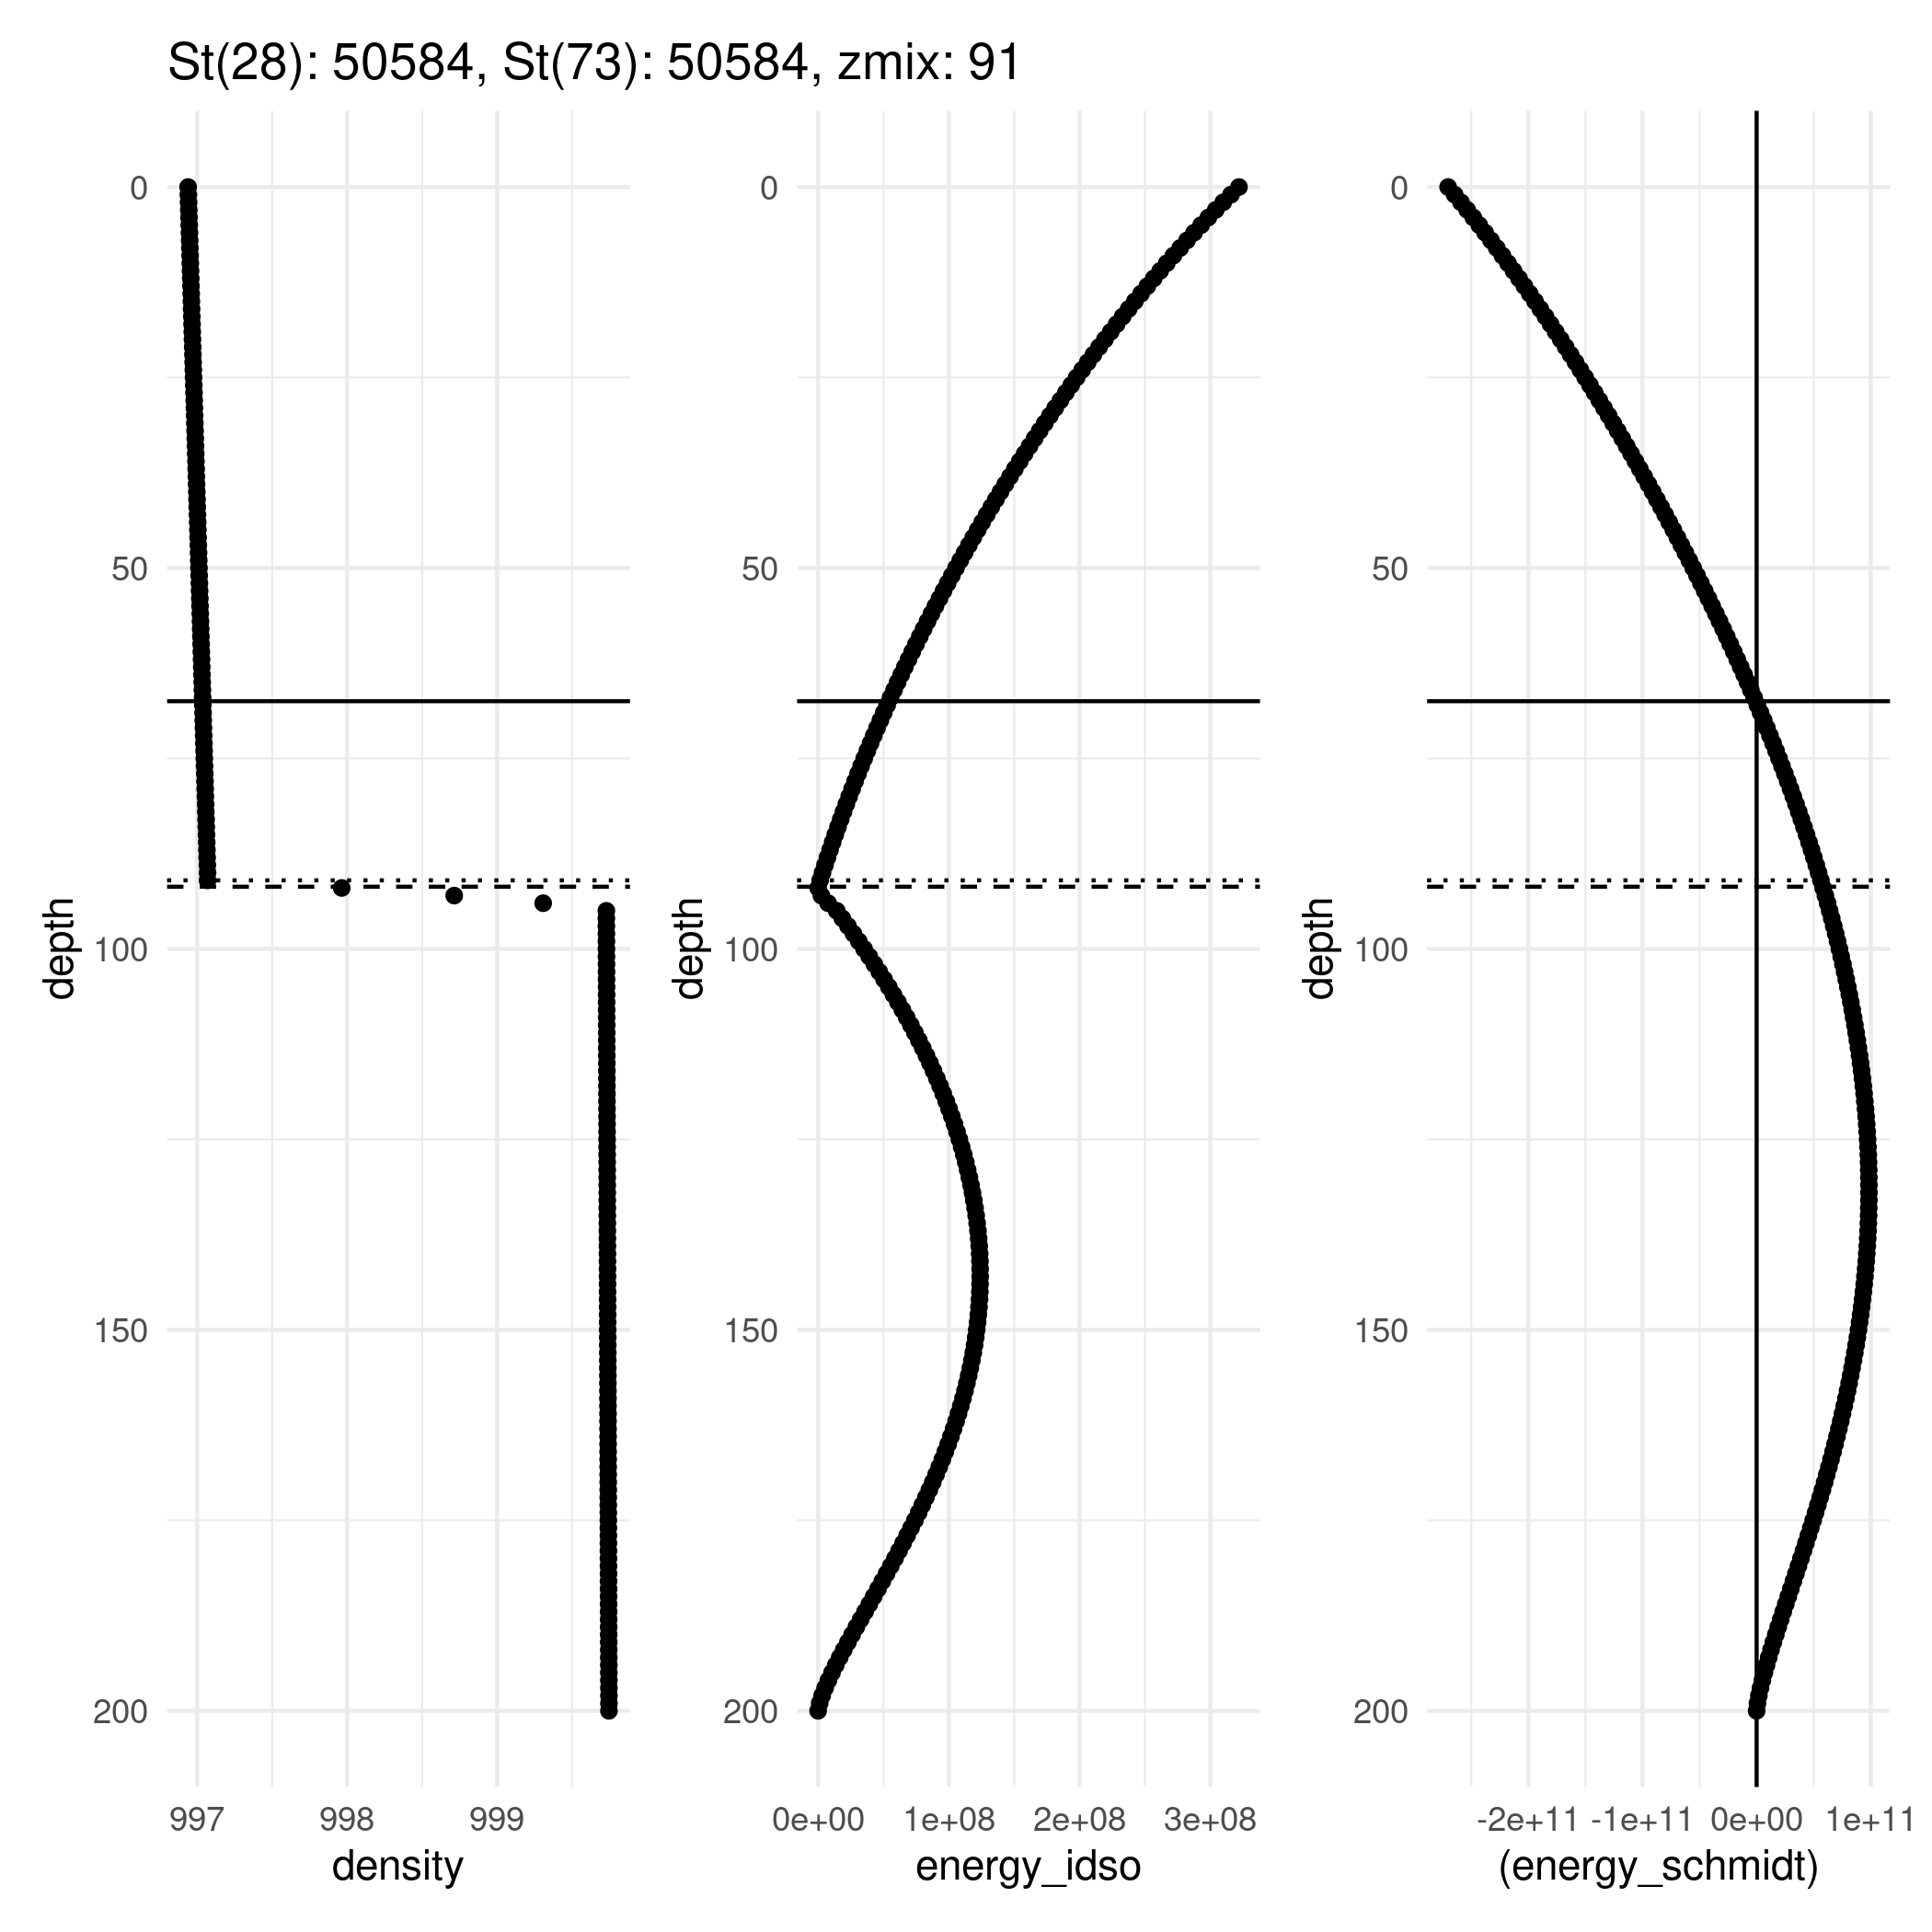 St(28): 50584, St(73): 50584, zmix: 91
0
50
100
150
200
depth
997 998 999
density
0
50
100
150
200
depth
0e+00 1e+08 2e+08 3e+08
energy_idso
0
50
100
150
200
depth
-2e+11 -1e+11 0e+00 1e+11
(energy_schmidt)